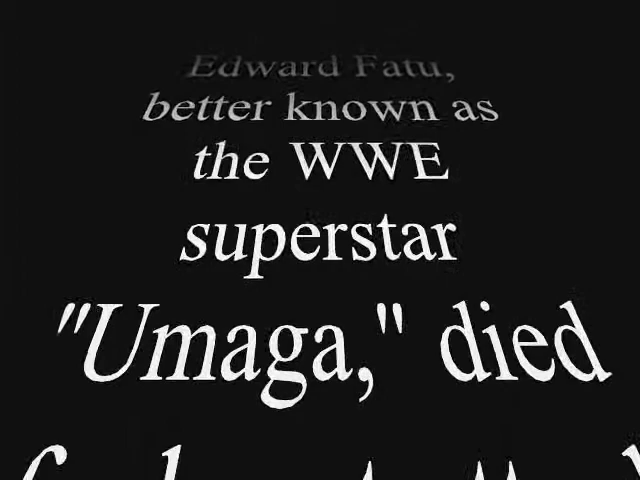 Edward Fatu,
better known as
the WWE
superstar
"Umaga," died